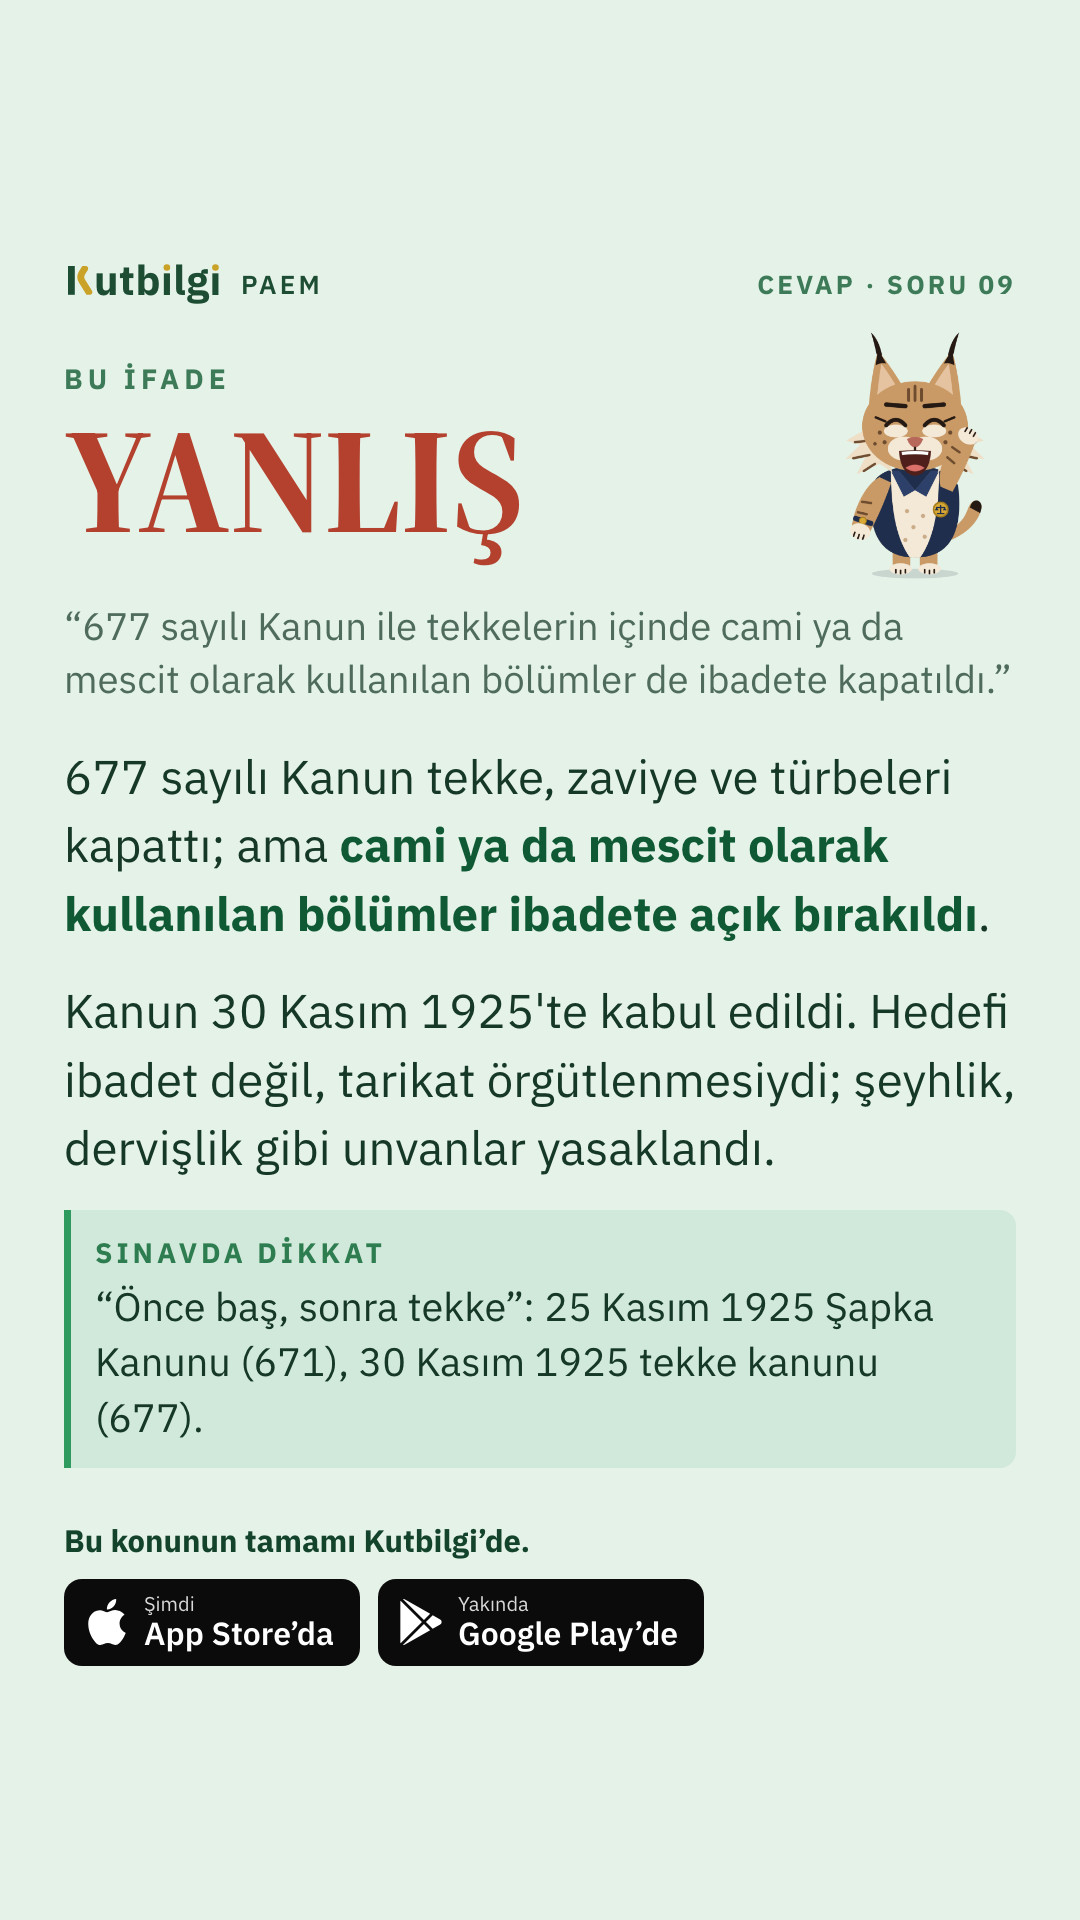 Kutbilgi PAEM
CEVAP · SORU 09
BU İFADE
YANLIŞ
“677 sayılı Kanun ile tekkelerin içinde cami ya da
mescit olarak kullanılan bölümler de ibadete kapatıldı.”
677 sayılı Kanun tekke, zaviye ve türbeleri
kapattı; ama cami ya da mescit olarak
kullanılan bölümler ibadete açık bırakıldı.
Kanun 30 Kasım 1925'te kabul edildi. Hedefi
ibadet değil, tarikat örgütlenmesiydi; şeyhlik,
dervişlik gibi unvanlar yasaklandı.
SINAVDA DİKKAT
“Önce baş, sonra tekke”: 25 Kasım 1925 Şapka
Kanunu (671), 30 Kasım 1925 tekke kanunu
(677).
Bu konunun tamamı Kutbilgi’de.
Şimdi
App Store’da
Yakında
Google Play’de